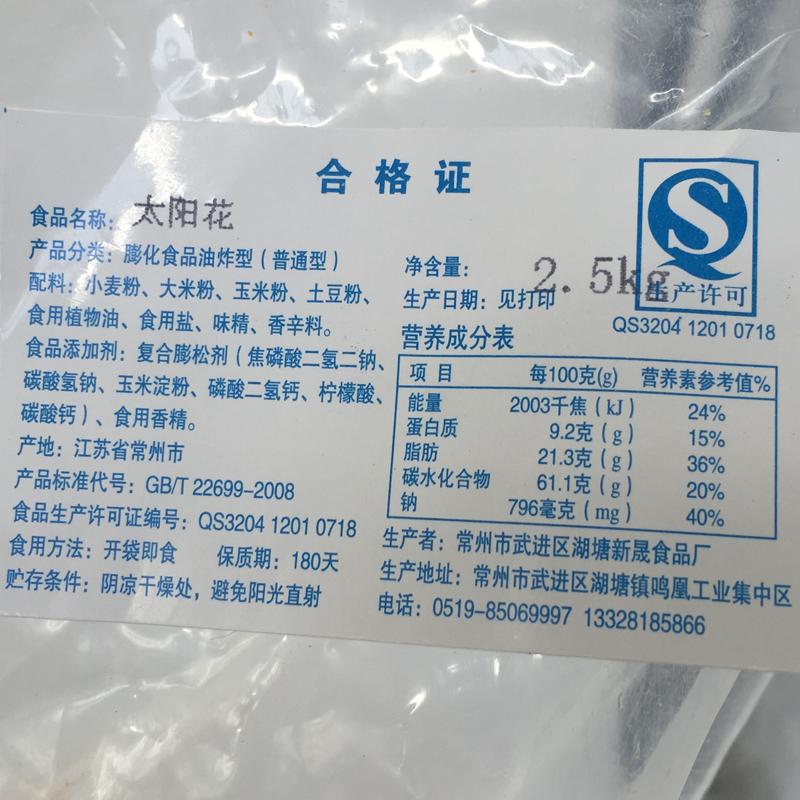 合格证
食品名称：太阳花
产品分类：膨化食品油炸型（普通型）
配料：小麦粉、大米粉、玉米粉、土豆粉、
食用植物油、食用盐、味精、香辛料。
食品添加剂：复合膨松剂（焦磷酸二氢二钠、
碳酸氢钠、玉米淀粉、磷酸二氢钙、柠檬酸、
碳酸钙）、食用香精。
产地：江苏省常州市
产品标准代号：GB/T 22699-2008
食品生产许可证编号：QS3204 1201 0718
食用方法：开袋即食 保质期：180天
贮存条件：阴凉干燥处，避免阳光直射
净含量：2.5kg
生产日期：见打印
生产许可
QS3204 1201 0718
营养成分表
项目 每100克(g) 营养素参考值%
能量 2003千焦（kJ） 24%
蛋白质 9.2克（g） 15%
脂肪 21.3克（g） 36%
碳水化合物 61.1克（g） 20%
钠 796毫克（mg） 40%
生产者：常州市武进区湖塘新晟食品厂
生产地址：常州市武进区湖塘镇鸣凰工业集中区
电话：0519-85069997 13328185866